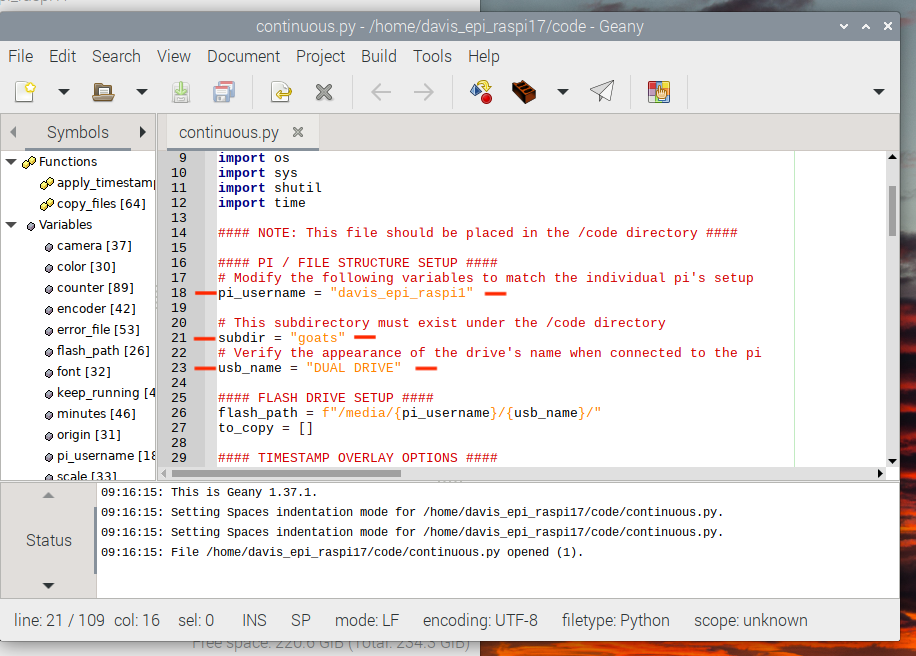 continuous.py - /home/davis_epi_raspi17/code - Geany
File Edit Search View Document Project Build Tools Help
Symbols
continuous.py
Functions
apply_timestamp
copy_files [64]
Variables
camera [37]
color [30]
counter [89]
encoder [42]
error_file [53]
flash_path [26]
font [32]
keep_running [4
minutes [46]
origin [31]
pi_username [18
scale [33]
9 import os
10 import sys
11 import shutil
12 import time
13
14 #### NOTE: This file should be placed in the /code directory ####
15
16 #### PI / FILE STRUCTURE SETUP ####
17 # Modify the following variables to match the individual pi's setup
18 pi_username = "davis_epi_raspi1"
19
20 # This subdirectory must exist under the /code directory
21 subdir = "goats"
22 # Verify the appearance of the drive's name when connected to the pi
23 usb_name = "DUAL DRIVE"
24
25 #### FLASH DRIVE SETUP ####
26 flash_path = f"/media/{pi_username}/{usb_name}/"
27 to_copy = []
28
29 #### TIMESTAMP OVERLAY OPTIONS ####
Status
09:16:15: This is Geany 1.37.1.
09:16:15: Setting Spaces indentation mode for /home/davis_epi_raspi17/code/continuous.py.
09:16:15: Setting Spaces indentation mode for /home/davis_epi_raspi17/code/continuous.py.
09:16:15: File /home/davis_epi_raspi17/code/continuous.py opened (1).
line: 21 / 109 col: 16 sel: 0 INS SP mode: LF encoding: UTF-8 filetype: Python scope: unknown
Free space: 220.6 GiB (Total: 234.3 GiB)